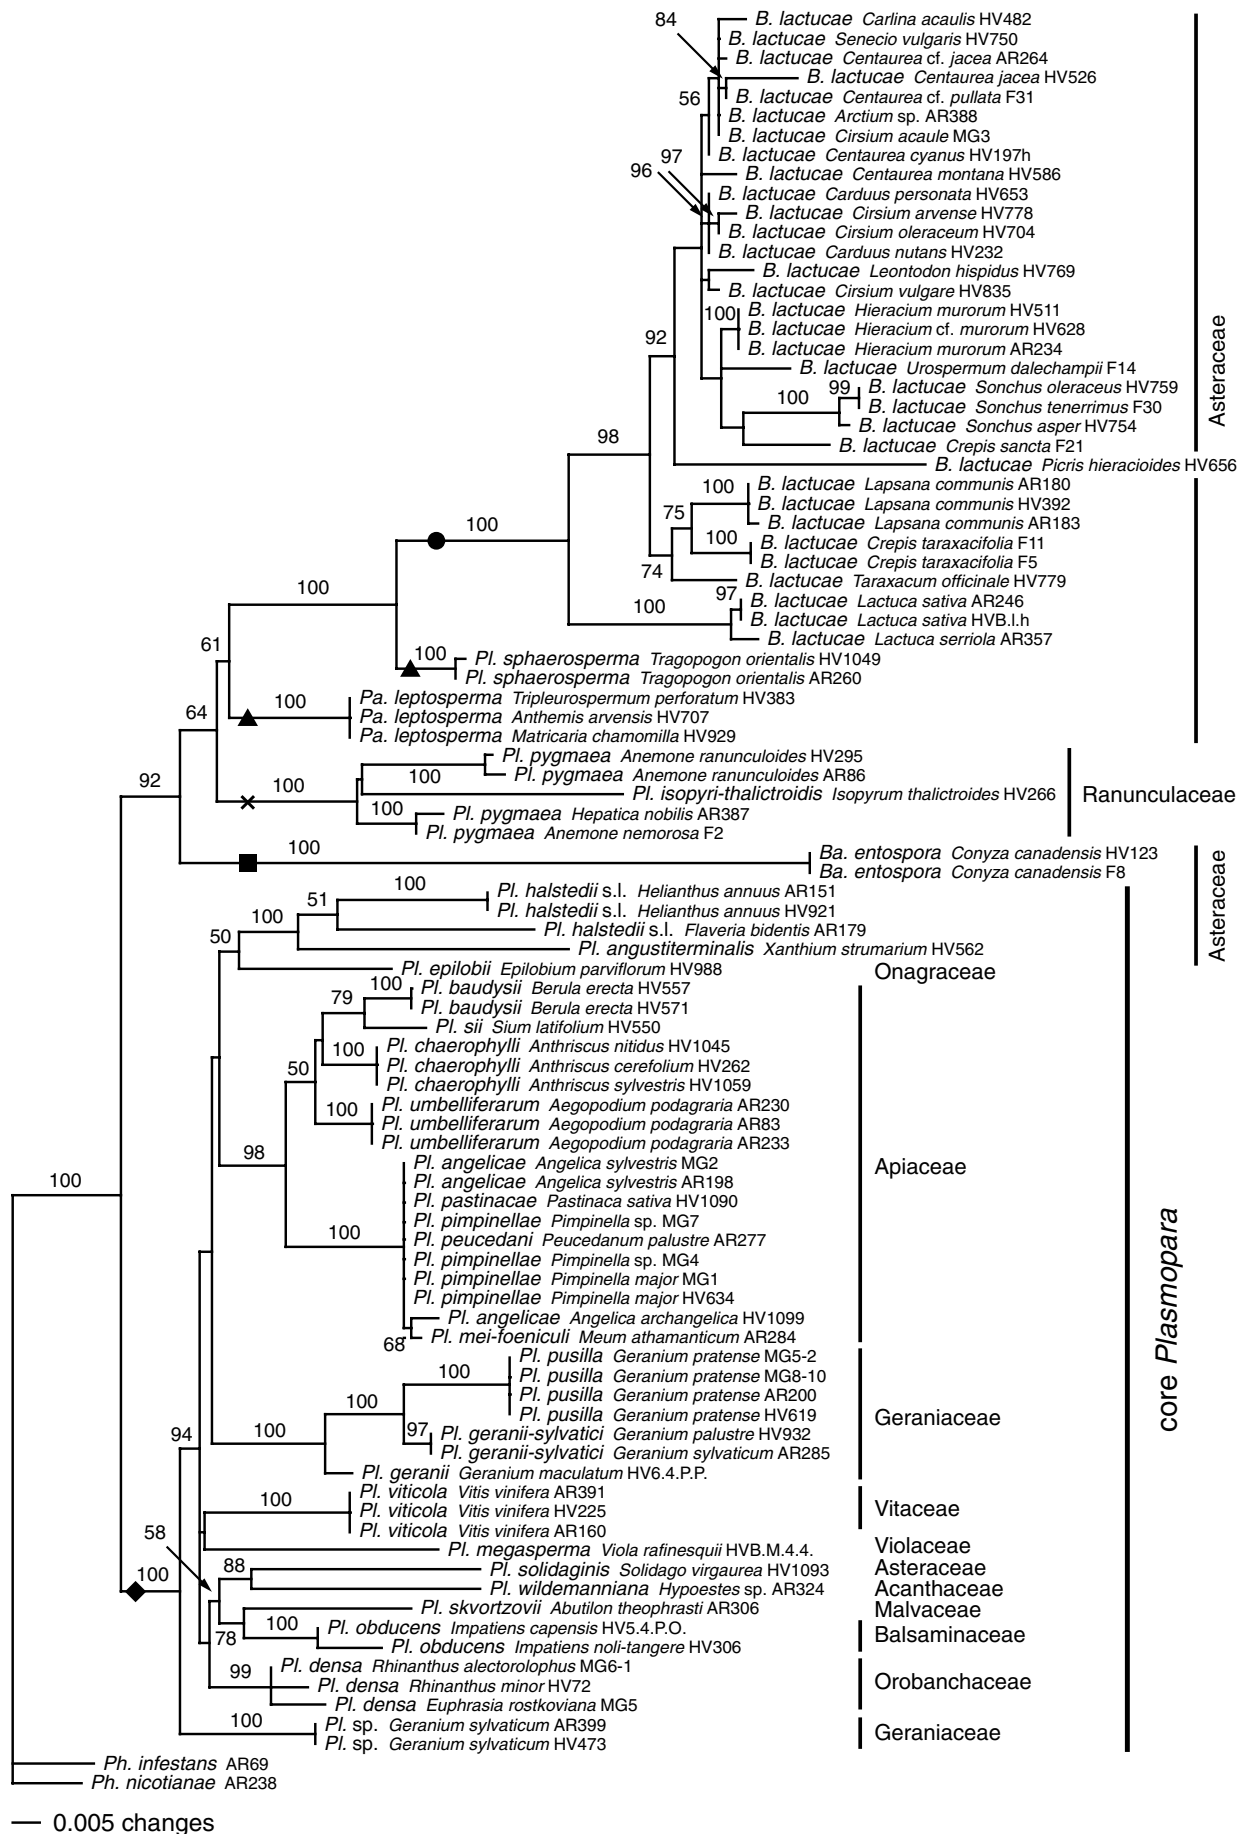 84
B. lactucae Carlina acaulis HV482
B. lactucae Senecio vulgaris HV750
B. lactucae Centaurea cf. jacea AR264
B. lactucae Centaurea jacea HV526
56
B. lactucae Centaurea cf. pullata F31
B. lactucae Arctium sp. AR388
B. lactucae Cirsium acaule MG3
B. lactucae Centaurea cyanus HV197h
96 97
B. lactucae Centaurea montana HV586
B. lactucae Carduus personata HV653
B. lactucae Cirsium arvense HV778
B. lactucae Cirsium oleraceum HV704
B. lactucae Carduus nutans HV232
B. lactucae Leontodon hispidus HV769
B. lactucae Cirsium vulgare HV835
100
B. lactucae Hieracium murorum HV511
B. lactucae Hieracium cf. murorum HV628
B. lactucae Hieracium murorum AR234
92
B. lactucae Urospermum dalechampii F14
100 99
B. lactucae Sonchus oleraceus HV759
B. lactucae Sonchus tenerrimus F30
B. lactucae Sonchus asper HV754
B. lactucae Crepis sancta F21
Asteraceae
98
B. lactucae Picris hieracioides HV656
100
B. lactucae Lapsana communis AR180
B. lactucae Lapsana communis HV392
75
B. lactucae Lapsana communis AR183
100
B. lactucae Crepis taraxacifolia F11
B. lactucae Crepis taraxacifolia F5
100
74
B. lactucae Taraxacum officinale HV779
97
B. lactucae Lactuca sativa AR246
100
B. lactucae Lactuca sativa HVB.l.h
B. lactucae Lactuca serriola AR357
100
61
100
Pl. sphaerosperma Tragopogon orientalis HV1049
Pl. sphaerosperma Tragopogon orientalis AR260
100
Pa. leptosperma Tripleurospermum perforatum HV383
Pa. leptosperma Anthemis arvensis HV707
Pa. leptosperma Matricaria chamomilla HV929
64
Pl. pygmaea Anemone ranunculoides HV295
100
Pl. pygmaea Anemone ranunculoides AR86
92
100
Pl. isopyri-thalictroidis Isopyrum thalictroides HV266
Ranunculaceae
100
Pl. pygmaea Hepatica nobilis AR387
Pl. pygmaea Anemone nemorosa F2
100
Ba. entospora Conyza canadensis HV123
Ba. entospora Conyza canadensis F8
Asteraceae
100
Pl. halstedii s.l. Helianthus annuus AR151
51
Pl. halstedii s.l. Helianthus annuus HV921
100
Pl. halstedii s.l. Flaveria bidentis AR179
50
Pl. angustiterminalis Xanthium strumarium HV562
Pl. epilobii Epilobium parviflorum HV988
Onagraceae
100
Pl. baudysii Berula erecta HV557
79
Pl. baudysii Berula erecta HV571
Pl. sii Sium latifolium HV550
100
Pl. chaerophylli Anthriscus nitidus HV1045
Pl. chaerophylli Anthriscus cerefolium HV262
50
Pl. chaerophylli Anthriscus sylvestris HV1059
100
Pl. umbelliferarum Aegopodium podagraria AR230
Pl. umbelliferarum Aegopodium podagraria AR83
Pl. umbelliferarum Aegopodium podagraria AR233
98
Pl. angelicae Angelica sylvestris MG2
Apiaceae
Pl. angelicae Angelica sylvestris AR198
100
Pl. pastinacae Pastinaca sativa HV1090
Pl. pimpinellae Pimpinella sp. MG7
100
Pl. peucedani Peucedanum palustre AR277
Pl. pimpinellae Pimpinella sp. MG4
Pl. pimpinellae Pimpinella major MG1
Pl. pimpinellae Pimpinella major HV634
Pl. angelicae Angelica archangelica HV1099
68
Pl. mei-foeniculi Meum athamanticum AR284
core Plasmopara
Pl. pusilla Geranium pratense MG5-2
100
Pl. pusilla Geranium pratense MG8-10
Pl. pusilla Geranium pratense AR200
100
Pl. pusilla Geranium pratense HV619
Geraniaceae
100
97
Pl. geranii-sylvatici Geranium palustre HV932
Pl. geranii-sylvatici Geranium sylvaticum AR285
94
Pl. geranii Geranium maculatum HV6.4.P.P.
100
Pl. viticola Vitis vinifera AR391
Pl. viticola Vitis vinifera HV225
Vitaceae
Pl. viticola Vitis vinifera AR160
58
Pl. megasperma Viola rafinesquii HVB.M.4.4.
Violaceae
88
Pl. solidaginis Solidago virgaurea HV1093
Asteraceae
100
Pl. wildemanniana Hypoestes sp. AR324
Acanthaceae
Pl. skvortzovii Abutilon theophrasti AR306
Malvaceae
100
Pl. obducens Impatiens capensis HV5.4.P.O.
78
Pl. obducens Impatiens noli-tangere HV306
Balsaminaceae
99
Pl. densa Rhinanthus alectorolophus MG6-1
Pl. densa Rhinanthus minor HV72
Orobanchaceae
Pl. densa Euphrasia rostkoviana MG5
100
Pl. sp. Geranium sylvaticum AR399
Pl. sp. Geranium sylvaticum HV473
Geraniaceae
Ph. infestans AR69
Ph. nicotianae AR238
0.005 changes